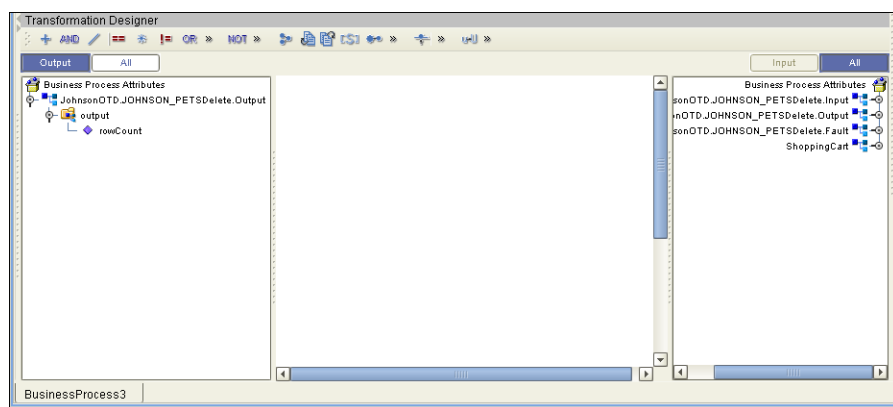 Transformation Designer
AND == != OR » NOT » [S] » » »
Output All Input All
Business Process Attributes
JohnsonOTD.JOHNSON_PETSDelete.Output
output
rowCount
Business Process Attributes
sonOTD.JOHNSON_PETSDelete.Input
nOTD.JOHNSON_PETSDelete.Output
sonOTD.JOHNSON_PETSDelete.Fault
ShoppingCart
BusinessProcess3